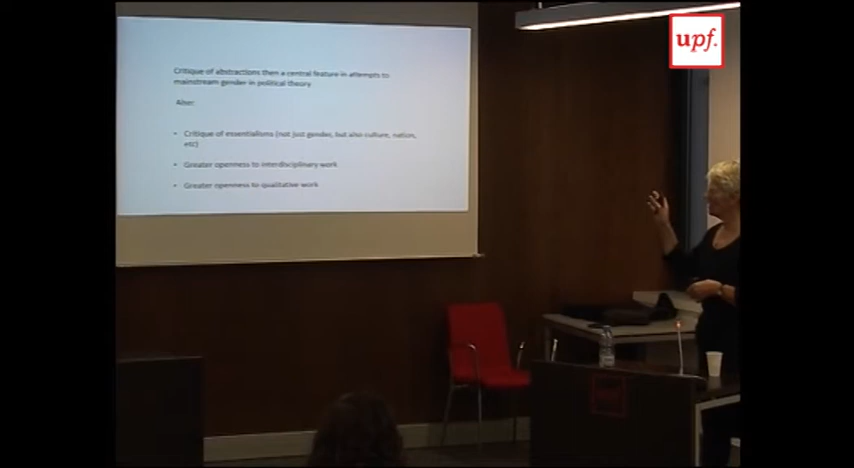 upf.
Critique of abstractions then a central feature in attempts to
mainstream gender in political theory
Also:
• Critique of essentialisms (not just gender, but also culture, nation,
etc)
• Greater openness to interdisciplinary work
• Greater openness to qualitative work